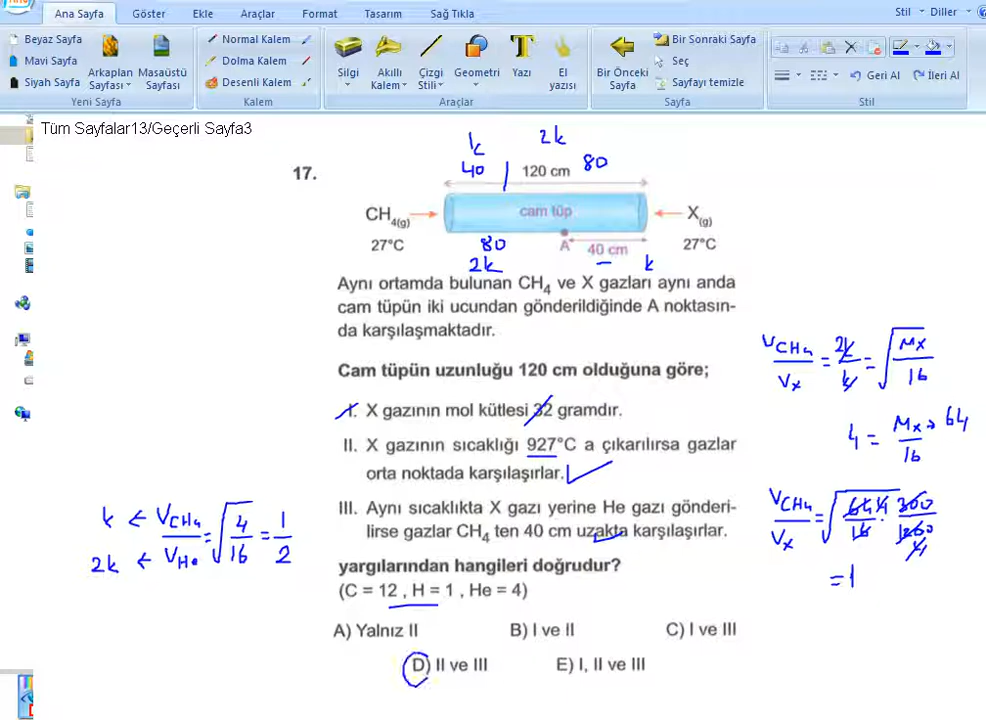 Ana Sayfa Göster Ekle Araçlar Format Tasarım Sağ Tıkla Stil Diller
Beyaz Sayfa
Mavi Sayfa
Siyah Sayfa
Arkaplan Sayfası
Masaüstü Sayfası
Yeni Sayfa
Normal Kalem
Dolma Kalem
Desenli Kalem
Kalem
Silgi
Akıllı Kalem
Çizgi Stili
Geometri
Yazı
El yazısı
Araçlar
Bir Önceki Sayfa
Bir Sonraki Sayfa
Seç
Sayfayı temizle
Sayfa
Geri Al
İleri Al
Stil
Tüm Sayfalar13/Geçerli Sayfa3
k 2k
40 80
17. 120 cm
CH4(g) cam tüp X(g)
27°C 80 A 40 cm 27°C
2k k
Aynı ortamda bulunan CH4 ve X gazları aynı anda
cam tüpün iki ucundan gönderildiğinde A noktasın-
da karşılaşmaktadır.
Cam tüpün uzunluğu 120 cm olduğuna göre;
I. X gazının mol kütlesi 32 gramdır.
II. X gazının sıcaklığı 927°C a çıkarılırsa gazlar
orta noktada karşılaşırlar.
III. Aynı sıcaklıkta X gazı yerine He gazı gönderi-
lirse gazlar CH4 ten 40 cm uzakta karşılaşırlar.
yargılarından hangileri doğrudur?
(C = 12 , H = 1 , He = 4)
A) Yalnız II B) I ve II C) I ve III
D) II ve III E) I, II ve III
k ← VCH4 / VHe = √4/16 = 1/2
2k ←
VCH4 / Vx = 2k/k = √Mx/16
4 = Mx/16 → 64
VCH4 / Vx = √64/16 · 300/1200
= 1